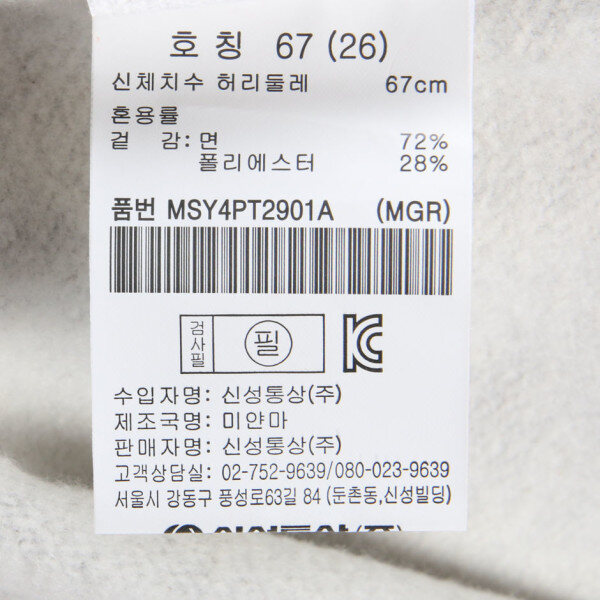 호 칭 67 (26)
신체치수 허리둘레 67cm
혼용률
겉 감: 면 72%
폴리에스터 28%
품번 MSY4PT2901A (MGR)
검사필 필
수입자명: 신성통상(주)
제조국명: 미얀마
판매자명: 신성통상(주)
고객상담실: 02-752-9639/080-023-9639
서울시 강동구 풍성로63길 84 (둔촌동,신성빌딩)